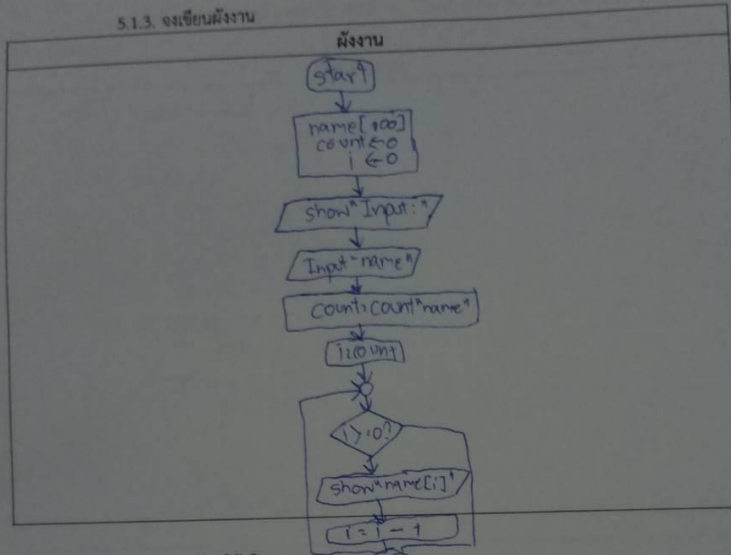 5.1.3. จงเขียนผังงาน
ผังงาน
start
name[100]
count ← 0
i ← 0
show "Input:"
Input "name"
count = count "name"
i = count
i >= 0?
show "name[i]"
i = i - 1